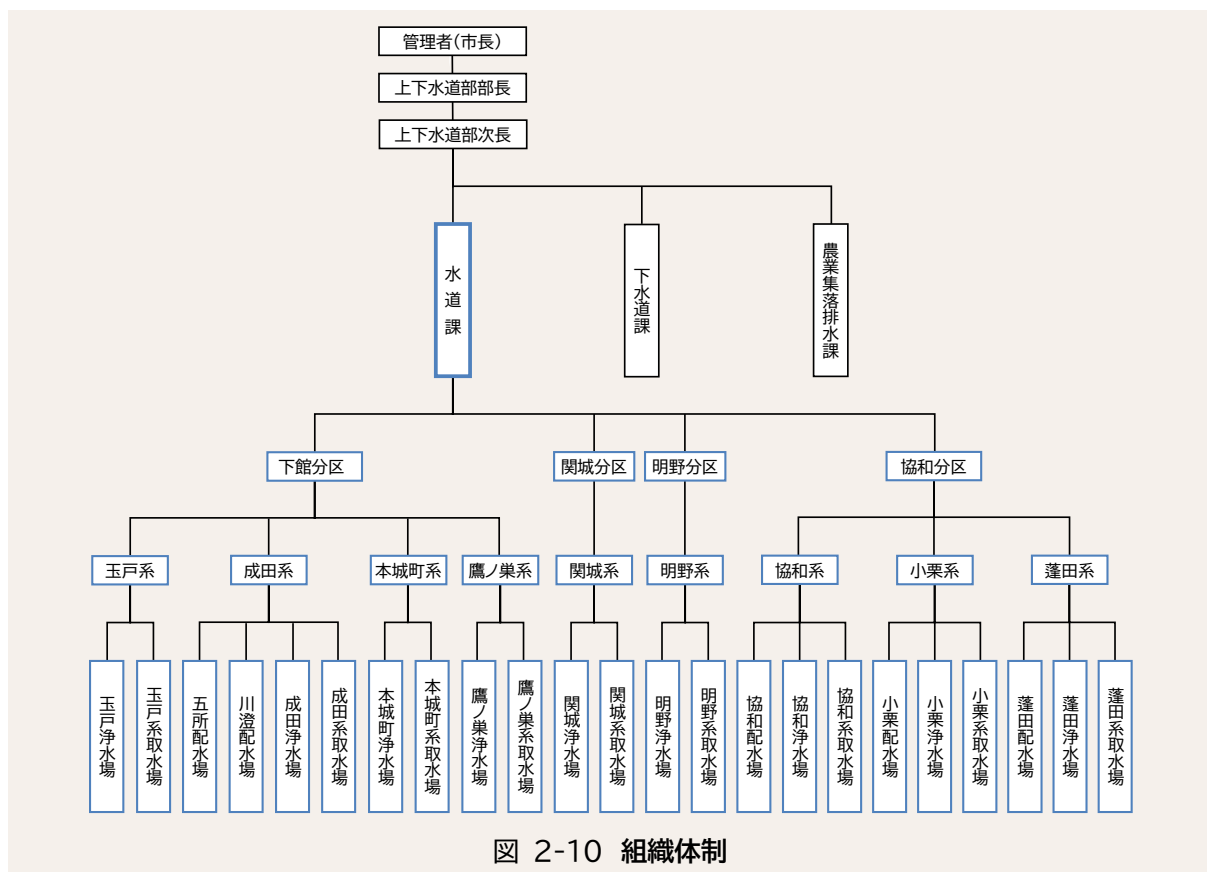 管理者(市長)
上下水道部部長
上下水道部次長
水道課
下水道課
農業集落排水課
下館分区
関城分区
明野分区
協和分区
玉戸系
成田系
本城町系
鷹ノ巣系
関城系
明野系
協和系
小栗系
蓬田系
玉戸浄水場
玉戸系取水場
五所配水場
川澄配水場
成田浄水場
成田系取水場
本城町浄水場
本城町系取水場
鷹ノ巣浄水場
鷹ノ巣系取水場
関城浄水場
関城系取水場
明野浄水場
明野系取水場
協和配水場
協和浄水場
協和系取水場
小栗配水場
小栗浄水場
小栗系取水場
蓬田配水場
蓬田浄水場
蓬田系取水場
図 2-10 組織体制